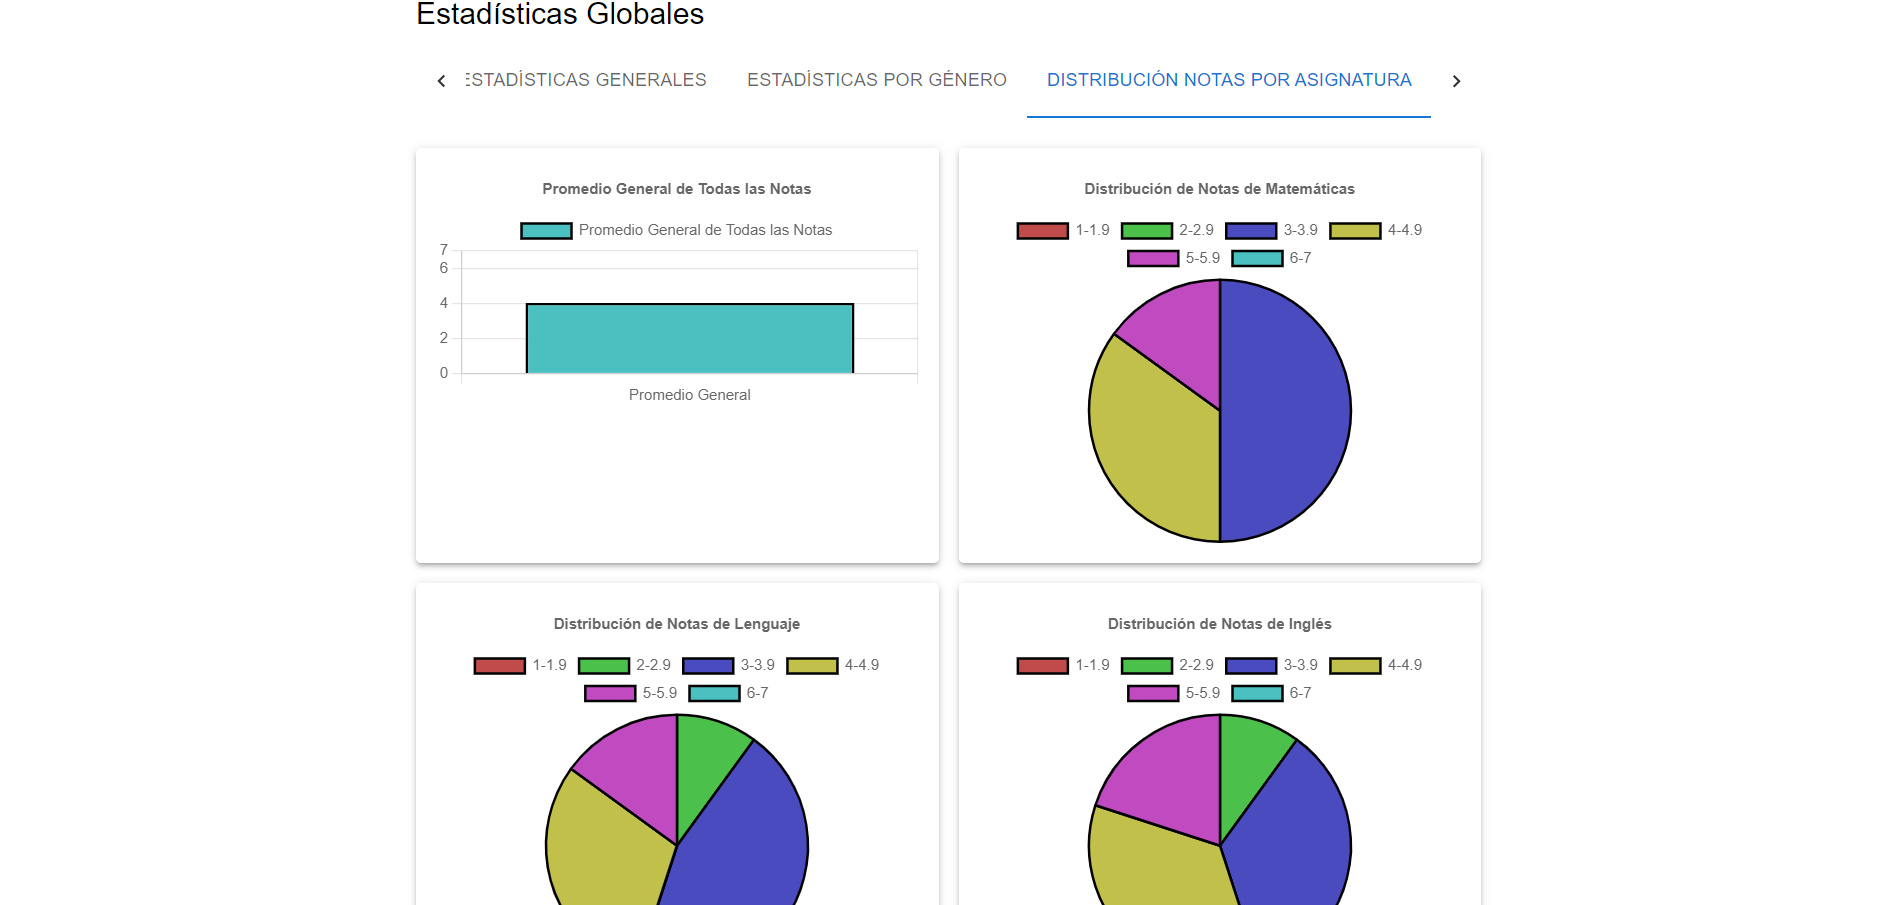 Estadísticas Globales
ESTADÍSTICAS GENERALES ESTADÍSTICAS POR GÉNERO DISTRIBUCIÓN NOTAS POR ASIGNATURA
Promedio General de Todas las Notas
Promedio General de Todas las Notas
7
6
4
2
0
Promedio General
Distribución de Notas de Matemáticas
1-1.9 2-2.9 3-3.9 4-4.9
5-5.9 6-7
Distribución de Notas de Lenguaje
1-1.9 2-2.9 3-3.9 4-4.9
5-5.9 6-7
Distribución de Notas de Inglés
1-1.9 2-2.9 3-3.9 4-4.9
5-5.9 6-7